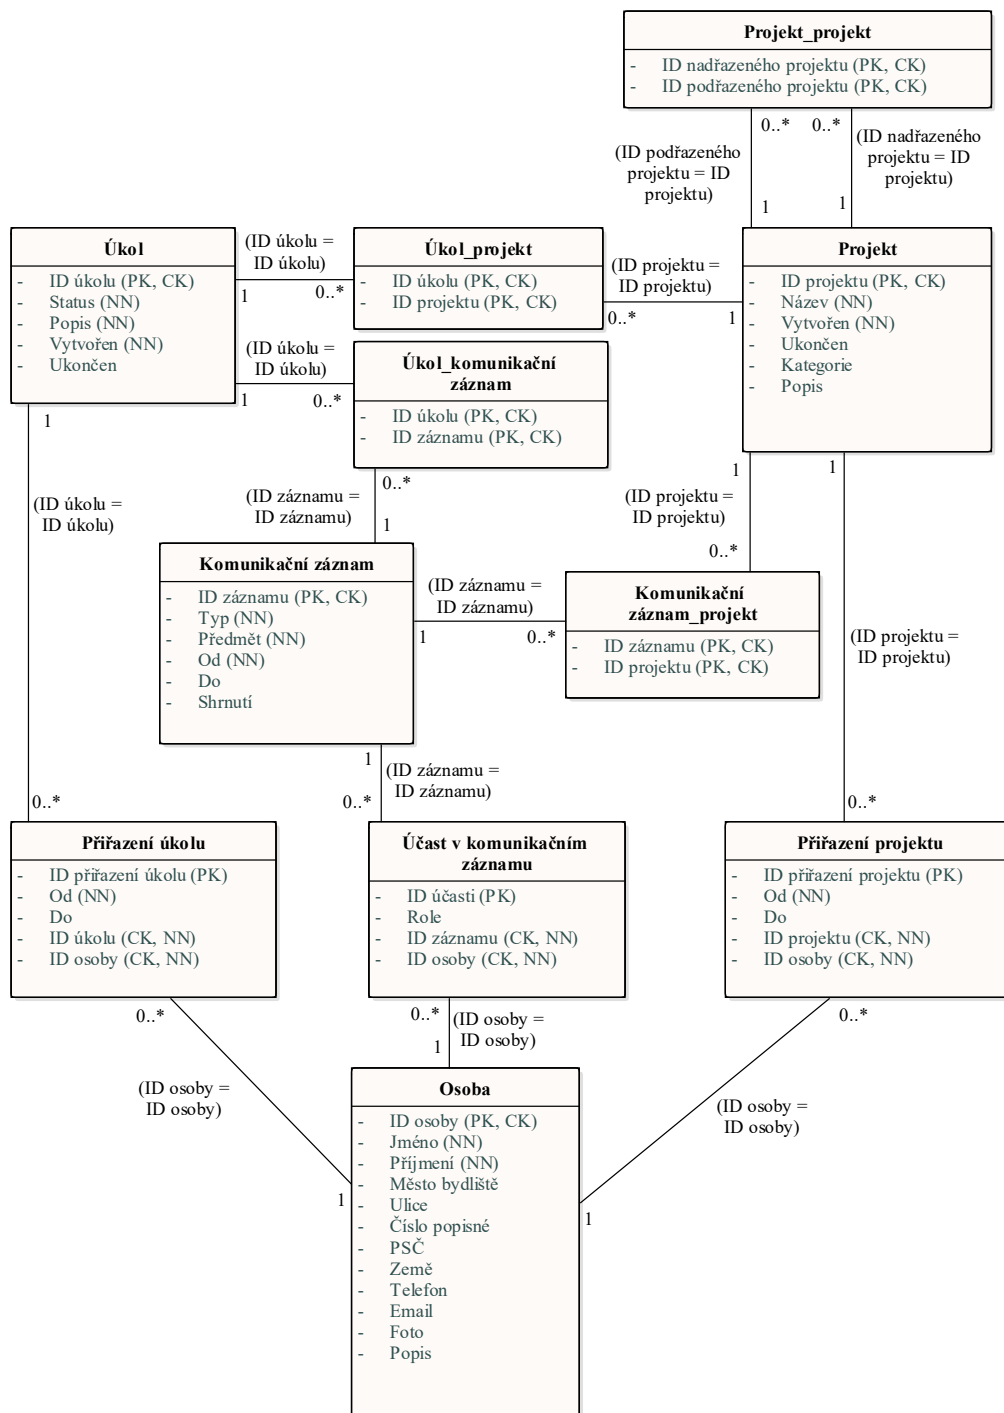 Projekt_projekt
- ID nadřazeného projektu (PK, CK)
- ID podřazeného projektu (PK, CK)
0..* 0..*
(ID podřazeného
projektu = ID
projektu)
(ID nadřazeného
projektu = ID
projektu)
1 1
Úkol
- ID úkolu (PK, CK)
- Status (NN)
- Popis (NN)
- Vytvořen (NN)
- Ukončen
(ID úkolu =
ID úkolu)
1 0..*
Úkol_projekt
- ID úkolu (PK, CK)
- ID projektu (PK, CK)
(ID projektu =
ID projektu)
0..* 1
Projekt
- ID projektu (PK, CK)
- Název (NN)
- Vytvořen (NN)
- Ukončen
- Kategorie
- Popis
(ID úkolu =
ID úkolu)
1 0..*
Úkol_komunikační
záznam
- ID úkolu (PK, CK)
- ID záznamu (PK, CK)
1
(ID úkolu =
ID úkolu)
0..*
0..*
(ID záznamu =
ID záznamu)
1
1
(ID projektu =
ID projektu)
0..*
1
(ID projektu =
ID projektu)
0..*
Komunikační záznam
- ID záznamu (PK, CK)
- Typ (NN)
- Předmět (NN)
- Od (NN)
- Do
- Shrnutí
(ID záznamu =
ID záznamu)
1 0..*
Komunikační
záznam_projekt
- ID záznamu (PK, CK)
- ID projektu (PK, CK)
1
(ID záznamu =
ID záznamu)
0..*
Přiřazení úkolu
- ID přiřazení úkolu (PK)
- Od (NN)
- Do
- ID úkolu (CK, NN)
- ID osoby (CK, NN)
Účast v komunikačním
záznamu
- ID účasti (PK)
- Role
- ID záznamu (CK, NN)
- ID osoby (CK, NN)
Přiřazení projektu
- ID přiřazení projektu (PK)
- Od (NN)
- Do
- ID projektu (CK, NN)
- ID osoby (CK, NN)
0..*
(ID osoby =
ID osoby)
1
0..*
(ID osoby =
ID osoby)
1
0..*
(ID osoby =
ID osoby)
1
Osoba
- ID osoby (PK, CK)
- Jméno (NN)
- Příjmení (NN)
- Město bydliště
- Ulice
- Číslo popisné
- PSČ
- Země
- Telefon
- Email
- Foto
- Popis